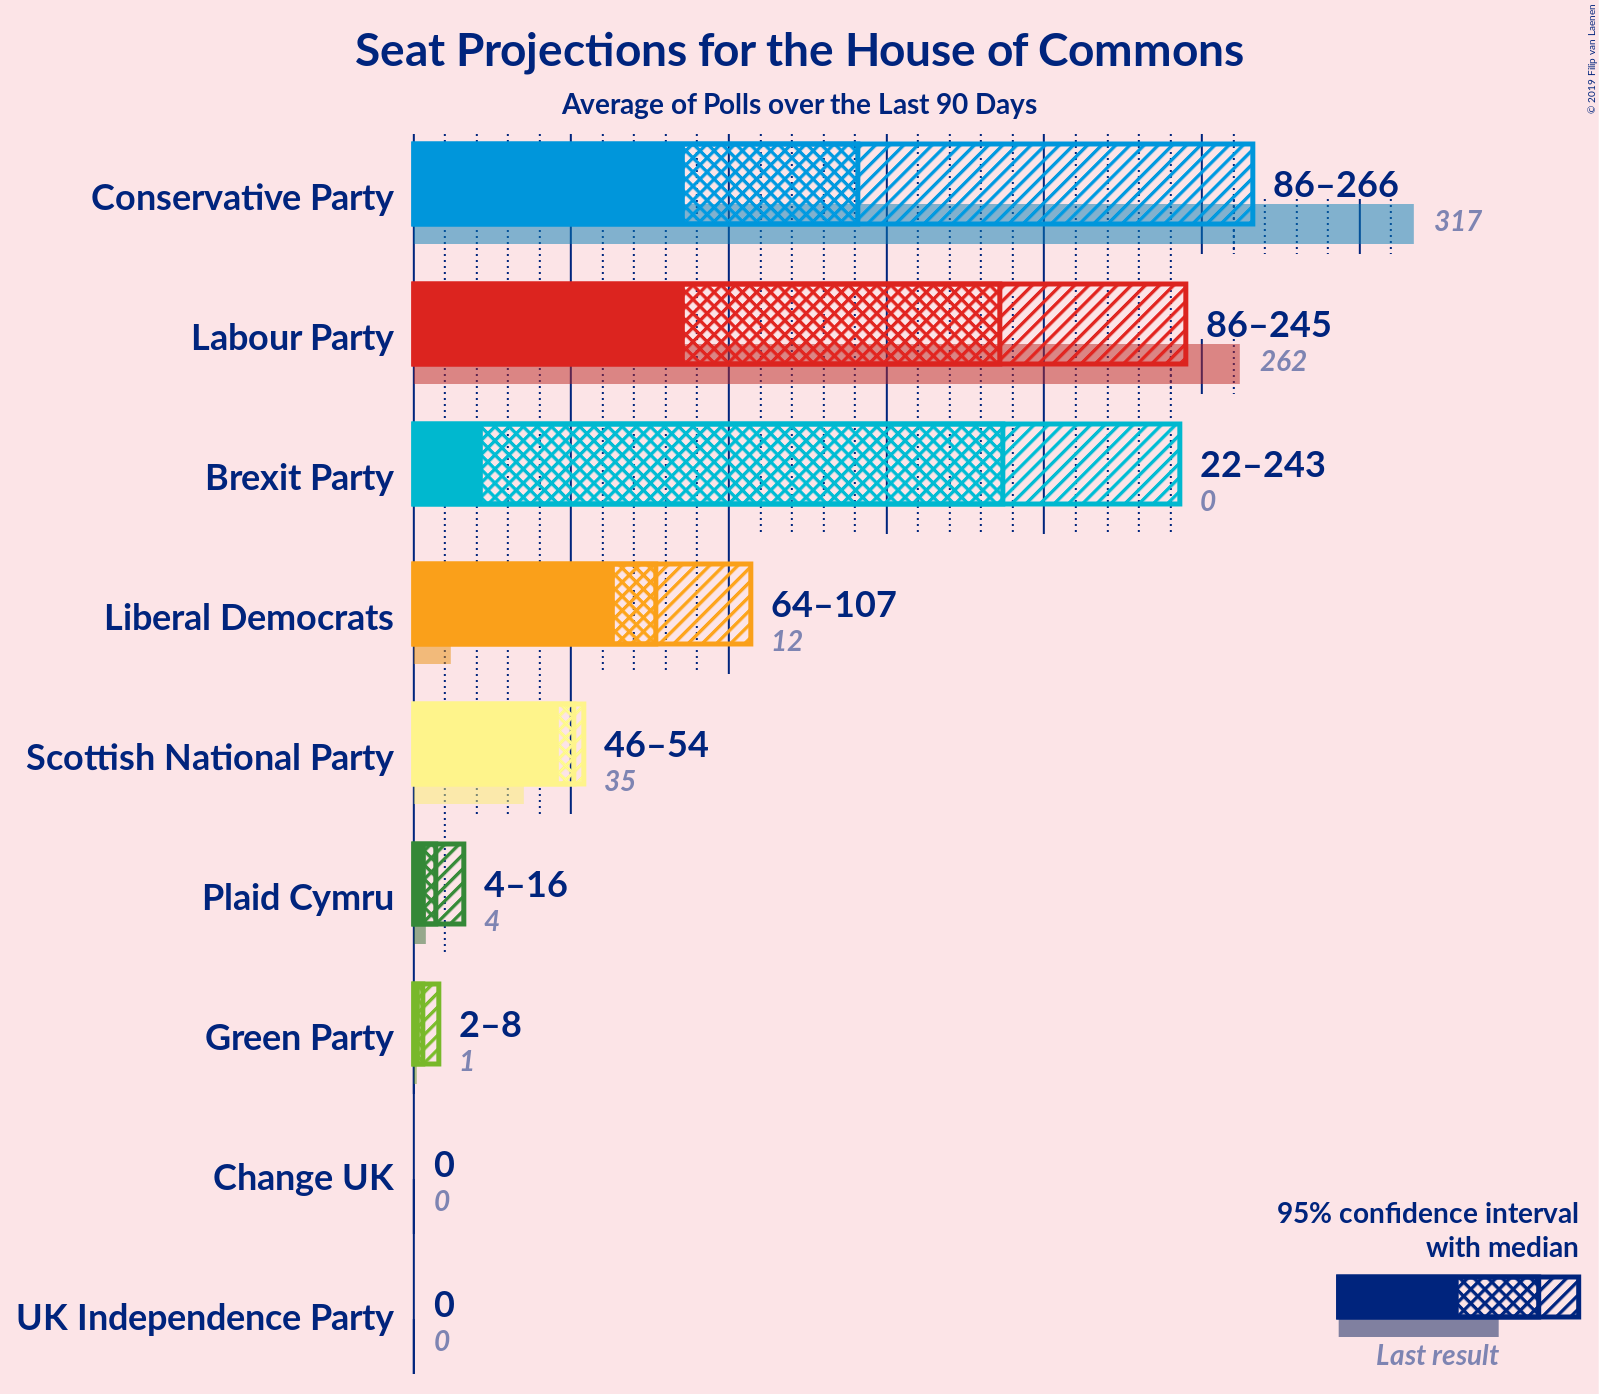 Seat Projections for the House of Commons
Average of Polls over the Last 90 Days
© 2019 Filip van Laenen
Conservative Party
86–266
317
Labour Party
86–245
262
Brexit Party
22–243
0
Liberal Democrats
64–107
12
Scottish National Party
46–54
35
Plaid Cymru
4–16
4
Green Party
2–8
1
Change UK
0
0
UK Independence Party
0
0
95% confidence interval
with median
Last result